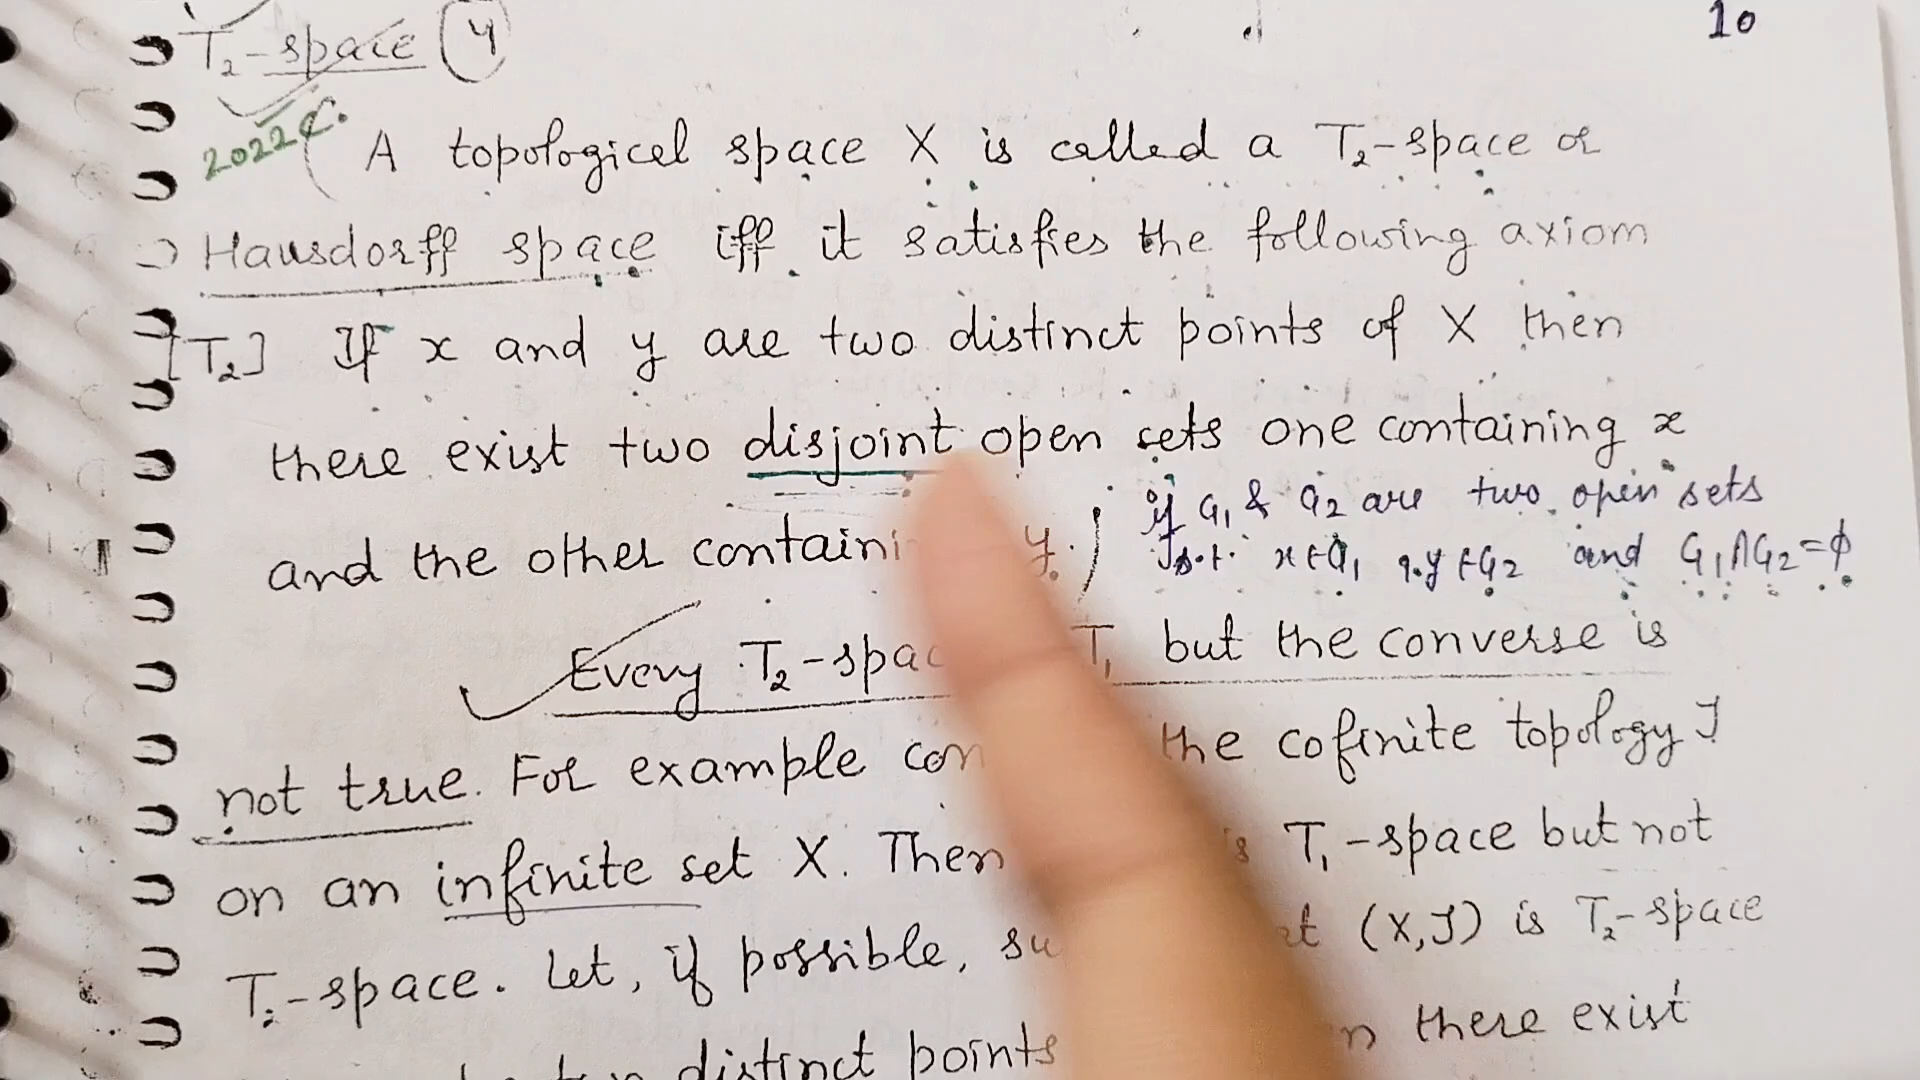 T₂-space 4
10
2022
A topological space X is called a T₂-space or
Hausdorff space iff it satisfies the following axiom
[T₂] If x and y are two distinct points of X then
there exist two disjoint open sets one containing x
and the other containi y.
if G₁ & G₂ are two open sets
s.t. x∈G₁ q.y∈G₂ and G₁∩G₂=ϕ
Every T₂-spac T₁ but the converse is
not true. For example con the cofinite topology J
on an infinite set X. Then is T₁-space but not
T₂-space. Let, if possible, su at (X,J) is T₂-space
distinct points n there exist